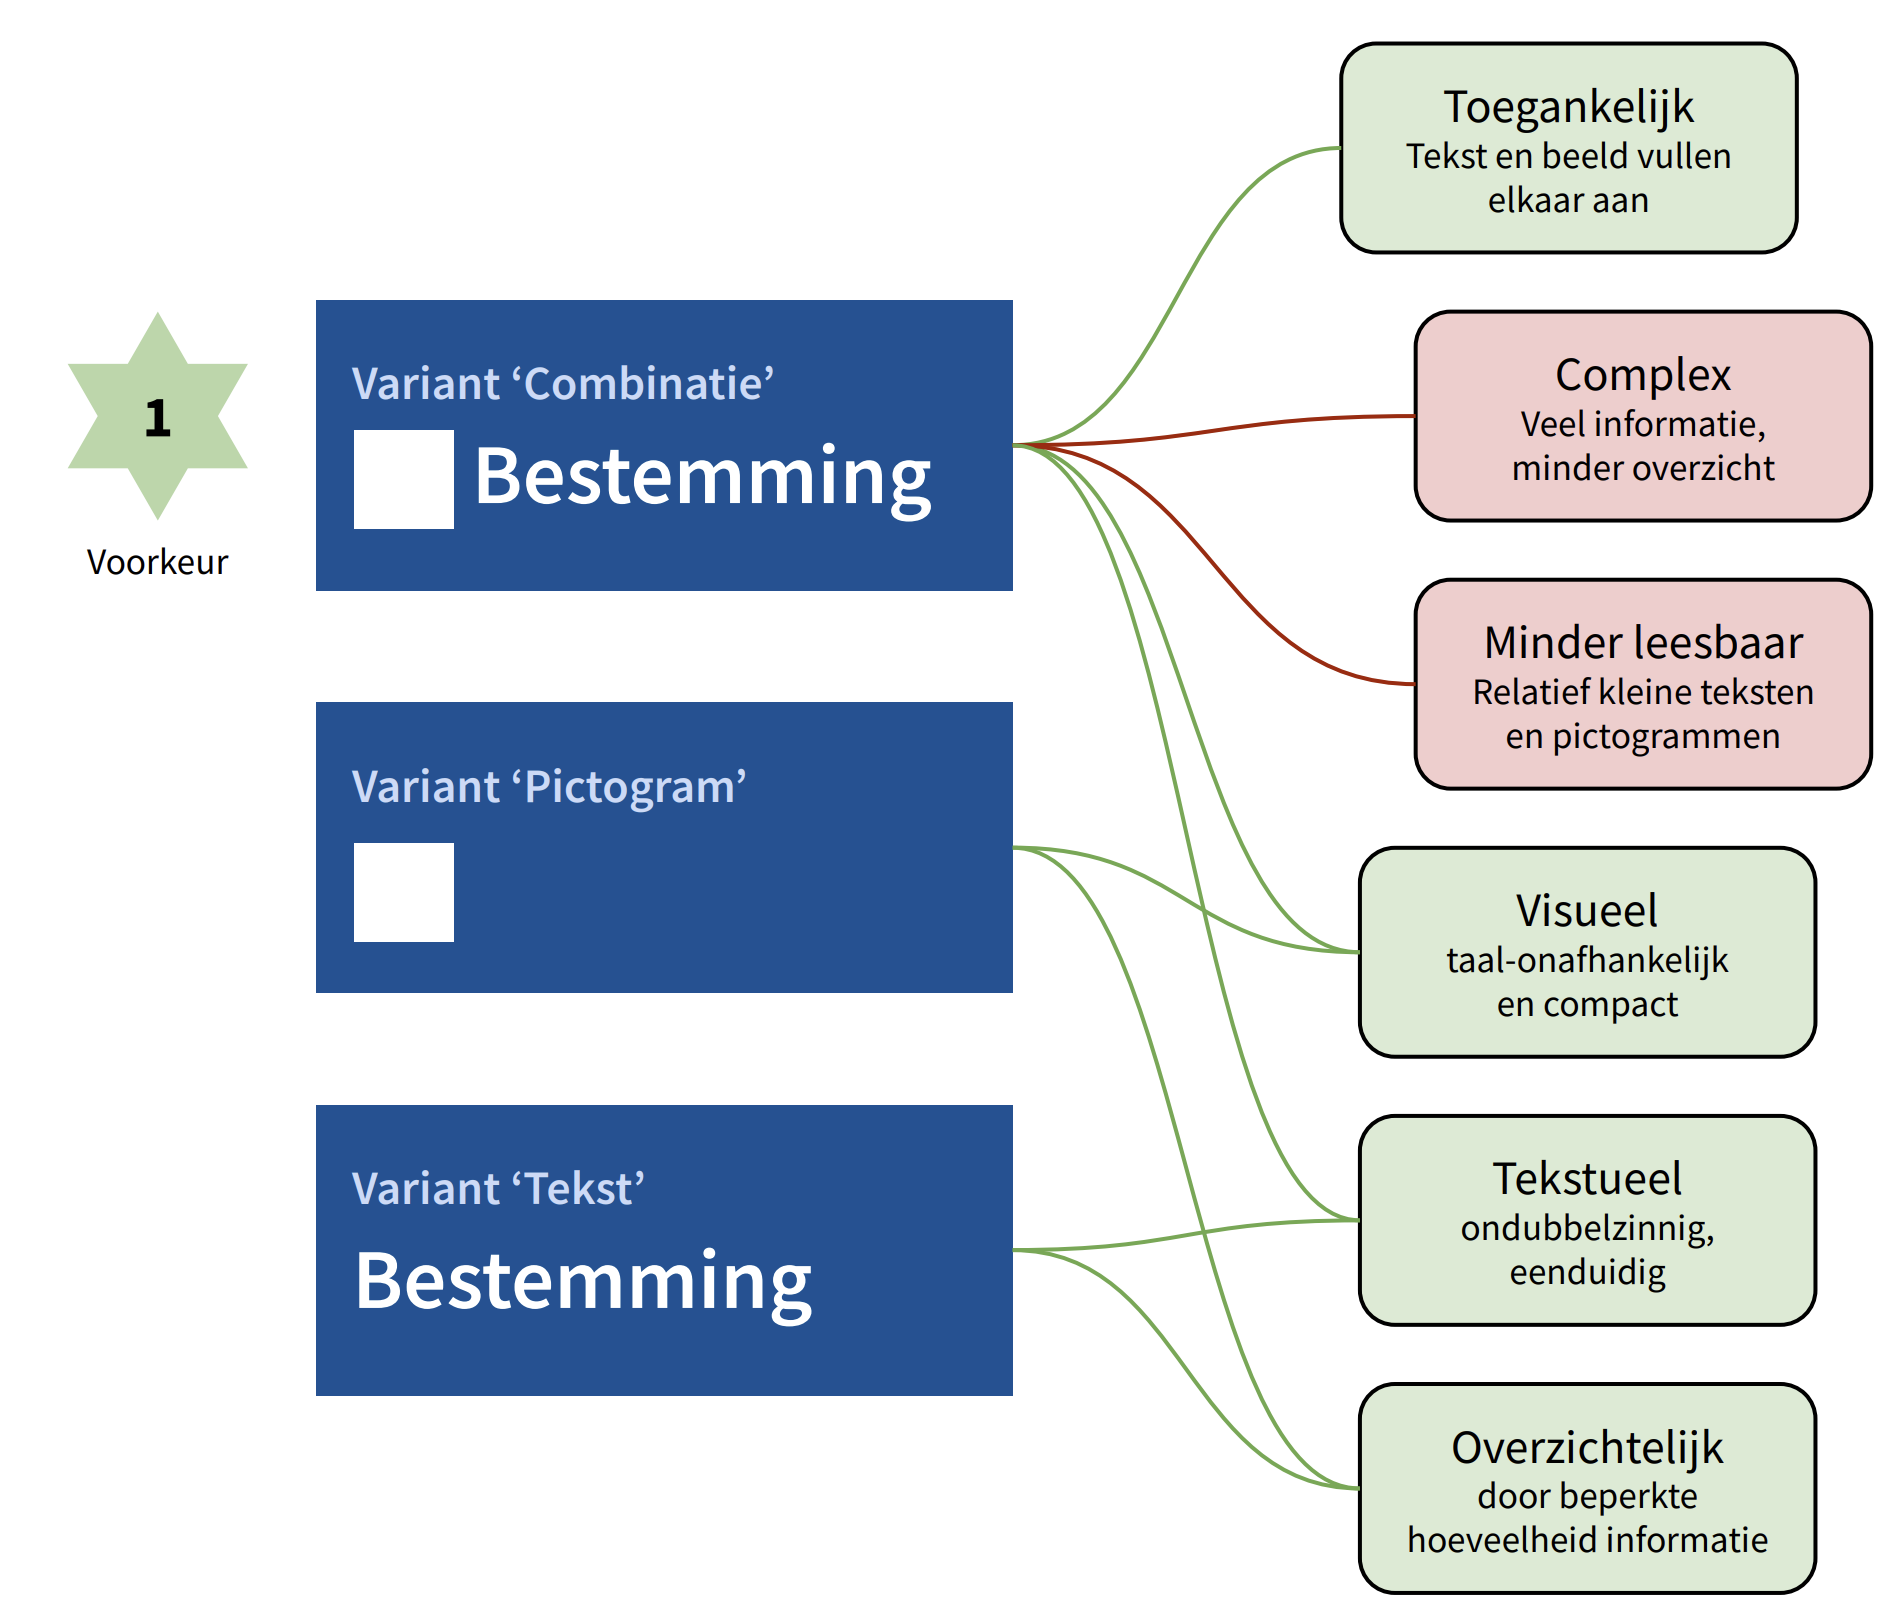 1
Voorkeur
Variant ‘Combinatie’
Bestemming
Variant ‘Pictogram’
Variant ‘Tekst’
Bestemming
Toegankelijk
Tekst en beeld vullen
elkaar aan
Complex
Veel informatie,
minder overzicht
Minder leesbaar
Relatief kleine teksten
en pictogrammen
Visueel
taal-onafhankelijk
en compact
Tekstueel
ondubbelzinnig,
eenduidig
Overzichtelijk
door beperkte
hoeveelheid informatie